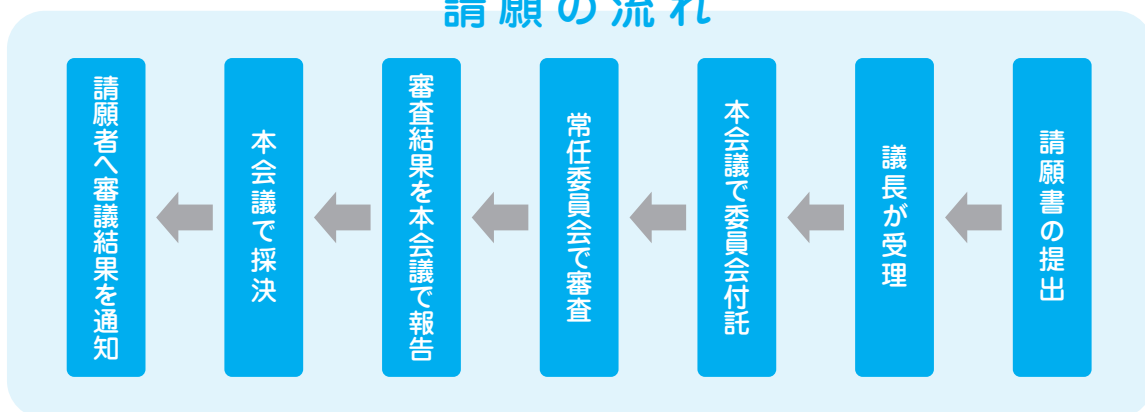 請願の流れ
請願書の提出
議長が受理
本会議で委員会付託
常任委員会で審査
審査結果を本会議で報告
本会議で採決
請願者へ審議結果を通知